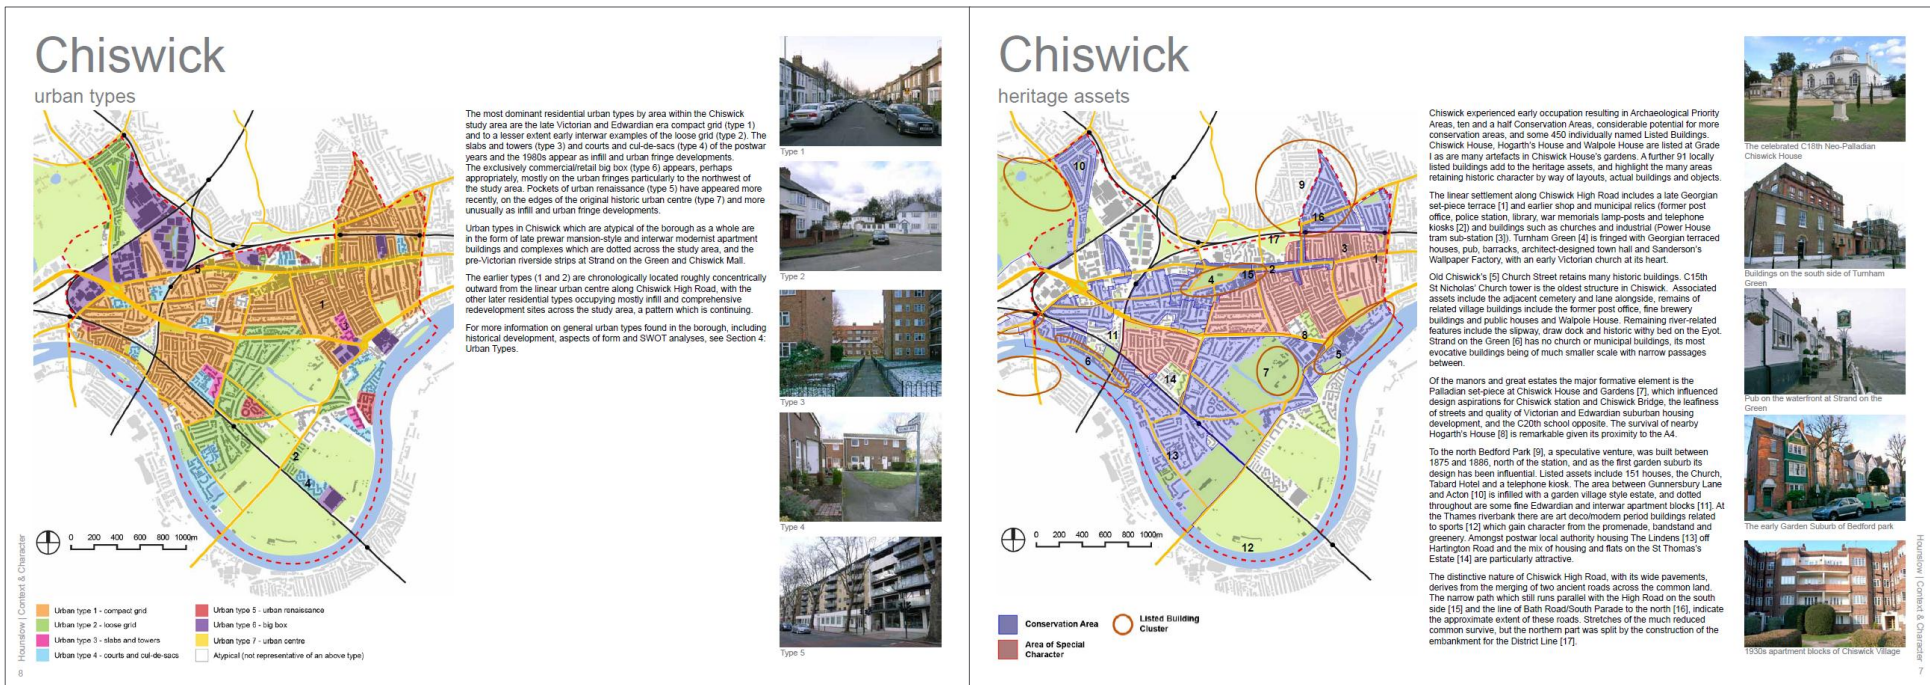 Chiswick
urban types
The most dominant residential urban types by area within the Chiswick
study area are the late Victorian and Edwardian era compact grid (type 1)
and to a lesser extent early interwar examples of the loose grid (type 2). The
slabs and towers (type 3) and courts and cul-de-sacs (type 4) of the postwar
years and the 1980s appear as infill and urban fringe developments.
The exclusively commercial/retail big box (type 6) appears, perhaps
appropriately, mostly on the urban fringes particularly to the northwest of
the study area. Pockets of urban renaissance (type 5) have appeared more
recently, on the edges of the original historic urban centre (type 7) and more
unusually as infill and urban fringe developments.
Urban types in Chiswick which are atypical of the borough as a whole are
in the form of late prewar mansion-style and interwar modernist apartment
buildings and complexes which are dotted across the study area, and the
pre-Victorian riverside strips at Strand on the Green and Chiswick Mall.
The earlier types (1 and 2) are chronologically located roughly concentrically
outward from the linear urban centre along Chiswick High Road, with the
other later residential types occupying mostly infill and comprehensive
redevelopment sites across the study area, a pattern which is continuing.
For more information on general urban types found in the borough, including
historical development, aspects of form and SWOT analyses, see Section 4:
Urban Types.
Type 1
Type 2
Type 3
Type 4
Type 5
5
1
3
2
4
0 200 400 600 800 1000m
Urban type 1 - compact grid
Urban type 2 - loose grid
Urban type 3 - slabs and towers
Urban type 4 - courts and cul-de-sacs
Urban type 5 - urban renaissance
Urban type 6 - big box
Urban type 7 - urban centre
Atypical (not representative of an above type)
Hounslow | Context & Character
8
Chiswick
heritage assets
10
9
16
17
3
1
2
15
4
11
8
5
6
7
14
13
12
0 200 400 600 800 1000m
Conservation Area
Area of Special
Character
Listed Building
Cluster
Chiswick experienced early occupation resulting in Archaeological Priority
Areas, ten and a half Conservation Areas, considerable potential for more
conservation areas, and some 450 individually named Listed Buildings.
Chiswick House, Hogarth's House and Walpole House are listed at Grade
I as are many artefacts in Chiswick House's gardens. A further 91 locally
listed buildings add to the heritage assets, and highlight the many areas
retaining historic character by way of layouts, actual buildings and objects.
The linear settlement along Chiswick High Road includes a late Georgian
set-piece terrace [1] and earlier shop and municipal relics (former post
office, police station, library, war memorials lamp-posts and telephone
kiosks [2]) and buildings such as churches and industrial (Power House
tram sub-station [3]). Turnham Green [4] is fringed with Georgian terraced
houses, pub, barracks, architect-designed town hall and Sanderson's
Wallpaper Factory, with an early Victorian church at its heart.
Old Chiswick's [5] Church Street retains many historic buildings. C15th
St Nicholas' Church tower is the oldest structure in Chiswick. Associated
assets include the adjacent cemetery and lane alongside, remains of
related village buildings include the former post office, fine brewery
buildings and public houses and Walpole House. Remaining river-related
features include the slipway, draw dock and historic withy bed on the Eyot.
Strand on the Green [6] has no church or municipal buildings, its most
evocative buildings being of much smaller scale with narrow passages
between.
Of the manors and great estates the major formative element is the
Palladian set-piece at Chiswick House and Gardens [7], which influenced
design aspirations for Chiswick station and Chiswick Bridge, the leafiness
of streets and quality of Victorian and Edwardian suburban housing
development, and the C20th school opposite. The survival of nearby
Hogarth's House [8] is remarkable given its proximity to the A4.
To the north Bedford Park [9], a speculative venture, was built between
1875 and 1886, north of the station, and as the first garden suburb its
design has been influential. Listed assets include 151 houses, the Church,
Tabard Hotel and a telephone kiosk. The area between Gunnersbury Lane
and Acton [10] is infilled with a garden village style estate, and dotted
throughout are some fine Edwardian and interwar apartment blocks [11]. At
the Thames riverbank there are art deco/modern period buildings related
to sports [12] which gain character from the promenade, bandstand and
greenery. Amongst postwar local authority housing The Lindens [13] off
Hartington Road and the mix of housing and flats on the St Thomas's
Estate [14] are particularly attractive.
The distinctive nature of Chiswick High Road, with its wide pavements,
derives from the merging of two ancient roads across the common land.
The narrow path which still runs parallel with the High Road on the south
side [15] and the line of Bath Road/South Parade to the north [16], indicate
the approximate extent of these roads. Stretches of the much reduced
common survive, but the northern part was split by the construction of the
embankment for the District Line [17].
The celebrated C18th Neo-Palladian
Chiswick House
Buildings on the south side of Turnham
Green
Pub on the waterfront at Strand on the
Green
The early Garden Suburb of Bedford park
1930s apartment blocks of Chiswick Village
Hounslow | Context & Character
7